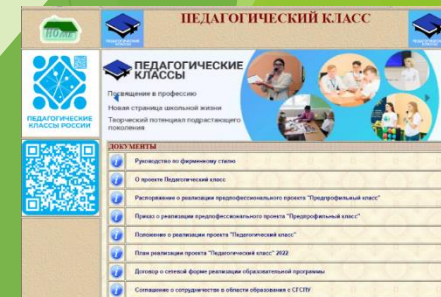 HOME
ПЕДАГОГИЧЕСКИЙ КЛАСС
ПЕДАГОГИЧЕСКИЕ
КЛАССЫ
Посвящение в профессию
Новая страница школьной жизни
Творческий потенциал подрастающего
поколения
ПЕДАГОГИЧЕСКИЕ
КЛАССЫ РОССИИ
ДОКУМЕНТЫ
Руководство по фирменному стилю
О проекте Педагогический класс
Распоряжение о реализации предпрофессионального проекта "Предпрофильный класс"
Приказ о реализации предпрофессионального проекта "Предпрофильный класс"
Положение о реализации проекта "Педагогический класс"
План реализации проекта "Педагогический класс" 2022
Договор о сетевой форме реализации образовательной программы
Соглашение о сотрудничестве в области образования с СГСПУ